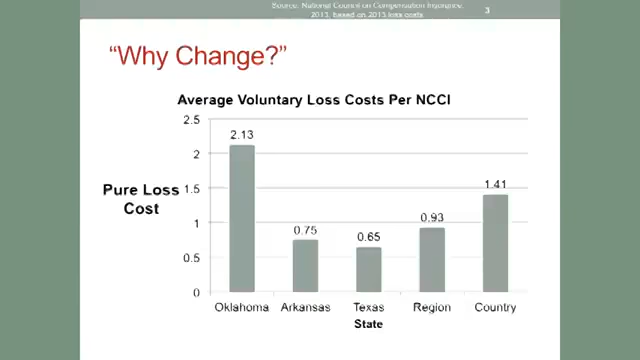 Source: National Council on Compensation Insurance,
2013, based on 2013 loss costs
3
"Why Change?"
Average Voluntary Loss Costs Per NCCI
2.5
2
1.5
1
0.5
0
Pure Loss
Cost
2.13
0.75
0.65
0.93
1.41
Oklahoma Arkansas Texas Region Country
State